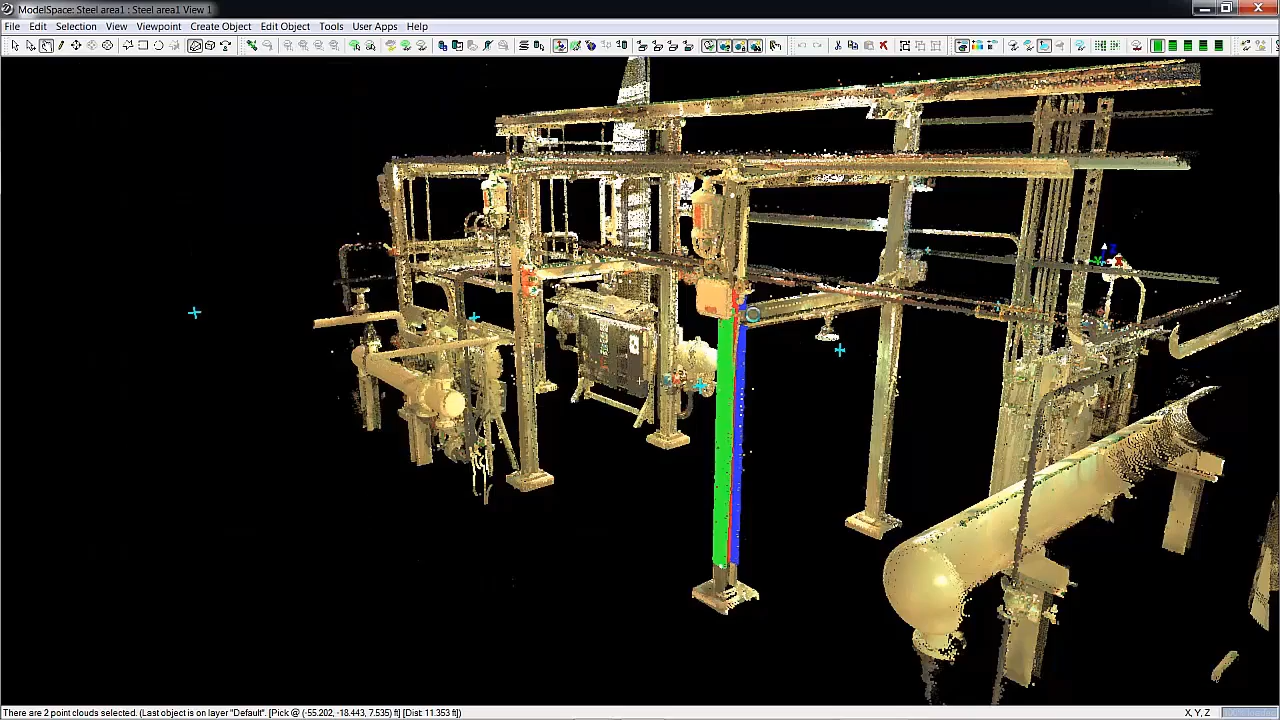 ModelSpace: Steel area1 : Steel area1 View 1
File Edit Selection View Viewpoint Create Object Edit Object Tools User Apps Help
Z
There are 2 point clouds selected. (Last object is on layer "Default". [Pick @ (-55.202, -18.443, 7.535) ft] [Dist: 11.353 ft])
X, Y, Z